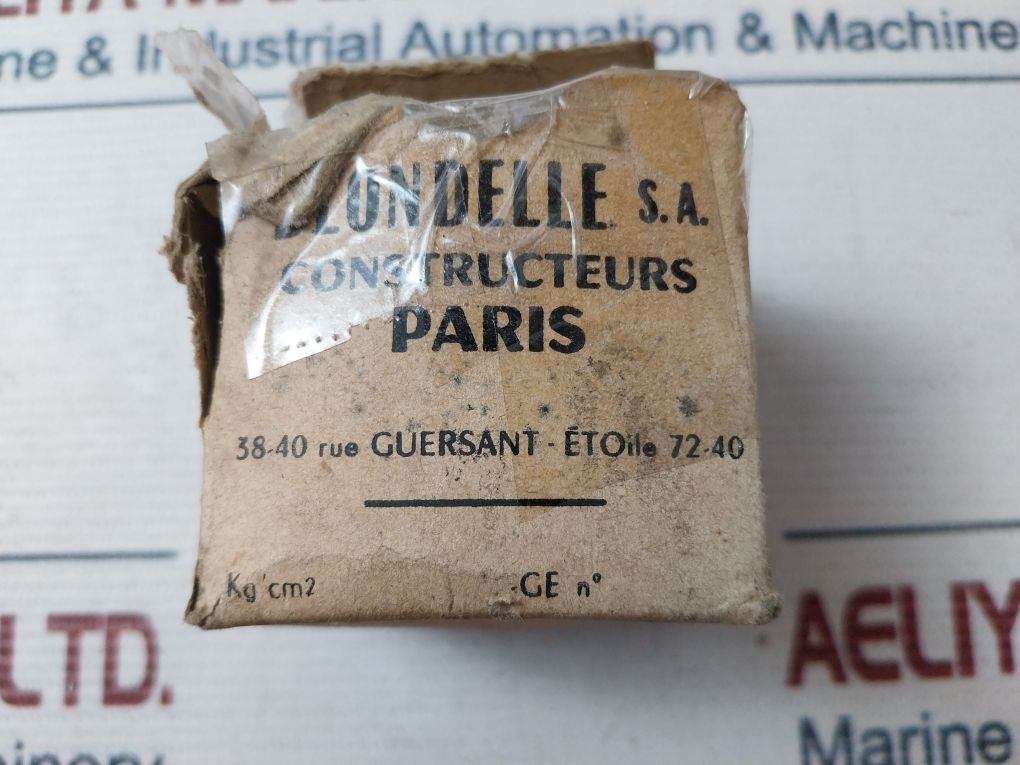 ne & Industrial Automation & Machine
BLONDELLE S.A.
CONSTRUCTEURS
PARIS
38-40 rue GUERSANT - ÉTOile 72-40
Kg/cm2 GE n°
LTD.
AELIY
Marine